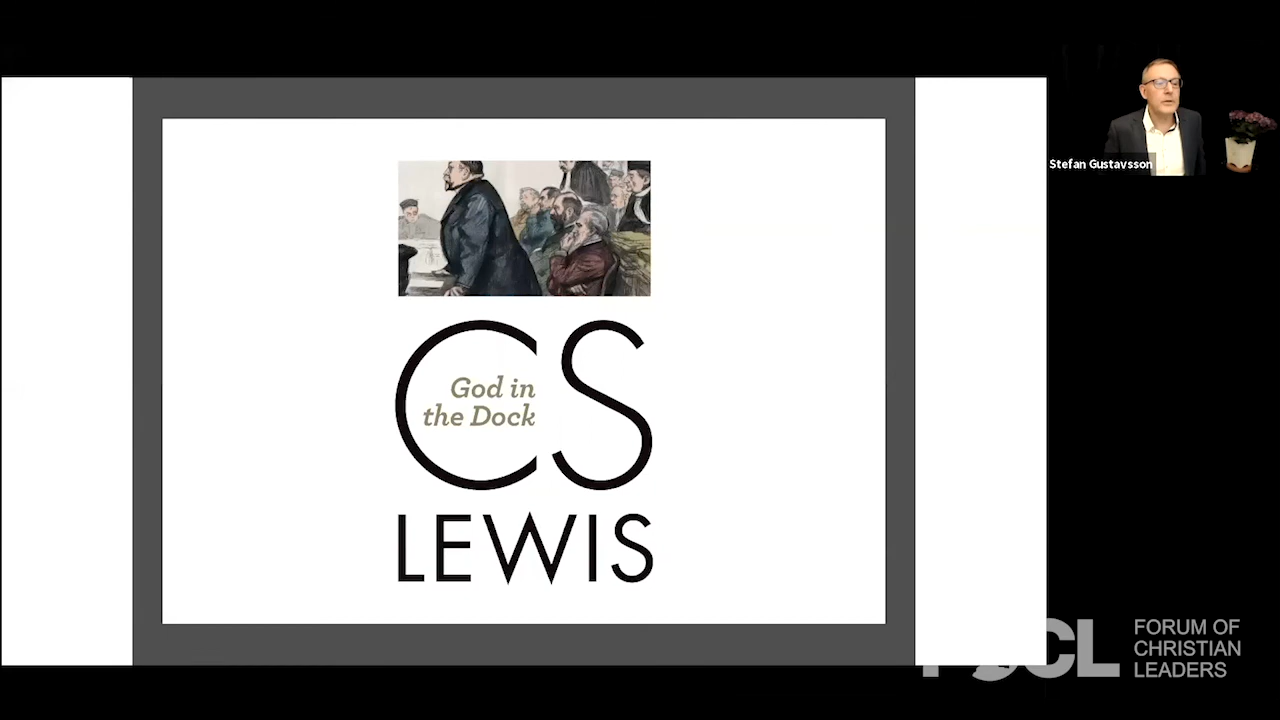 Stefan Gustavsson
CS
God in
the Dock
LEWIS
FORUM OF
CHRISTIAN
LEADERS